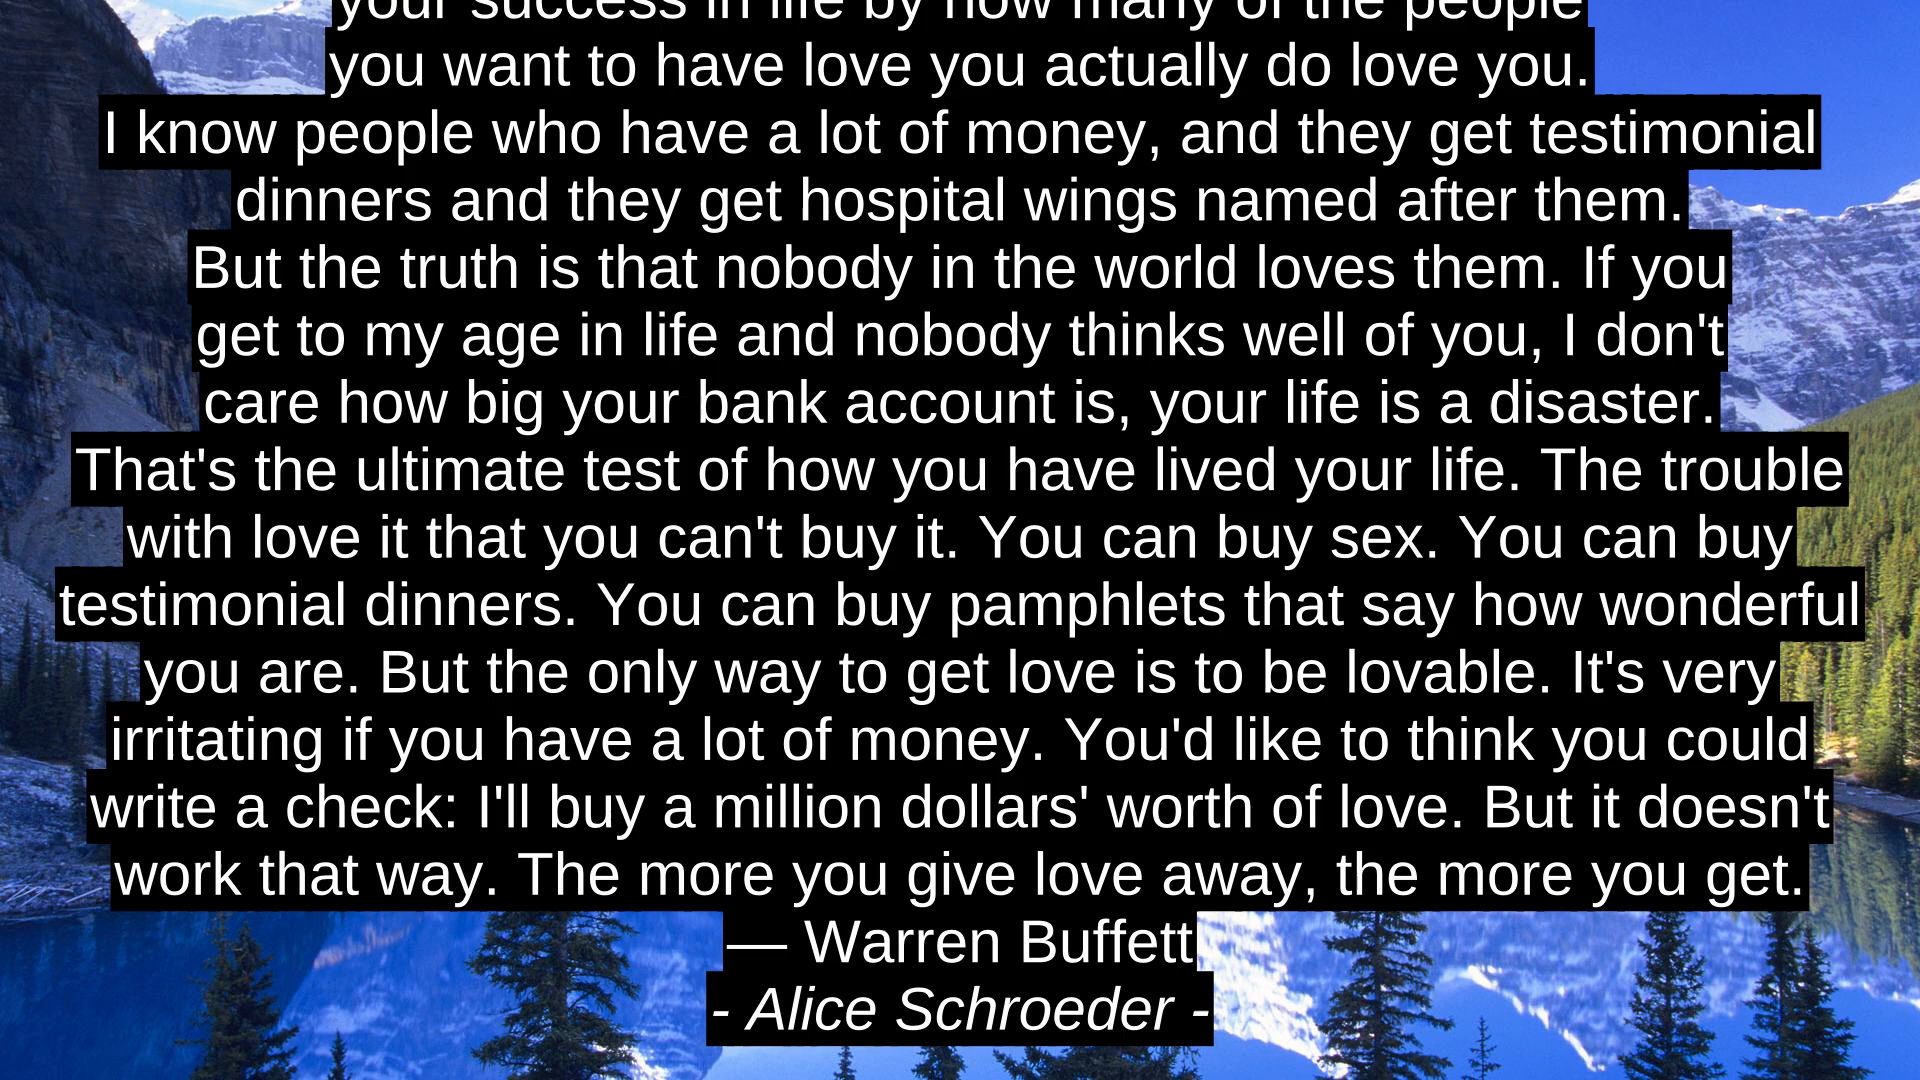 your success in life by how many of the people
you want to have love you actually do love you.
I know people who have a lot of money, and they get testimonial
dinners and they get hospital wings named after them.
But the truth is that nobody in the world loves them. If you
get to my age in life and nobody thinks well of you, I don't
care how big your bank account is, your life is a disaster.
That's the ultimate test of how you have lived your life. The trouble
with love it that you can't buy it. You can buy sex. You can buy
testimonial dinners. You can buy pamphlets that say how wonderful
you are. But the only way to get love is to be lovable. It's very
irritating if you have a lot of money. You'd like to think you could
write a check: I'll buy a million dollars' worth of love. But it doesn't
work that way. The more you give love away, the more you get.
— Warren Buffett
- Alice Schroeder -